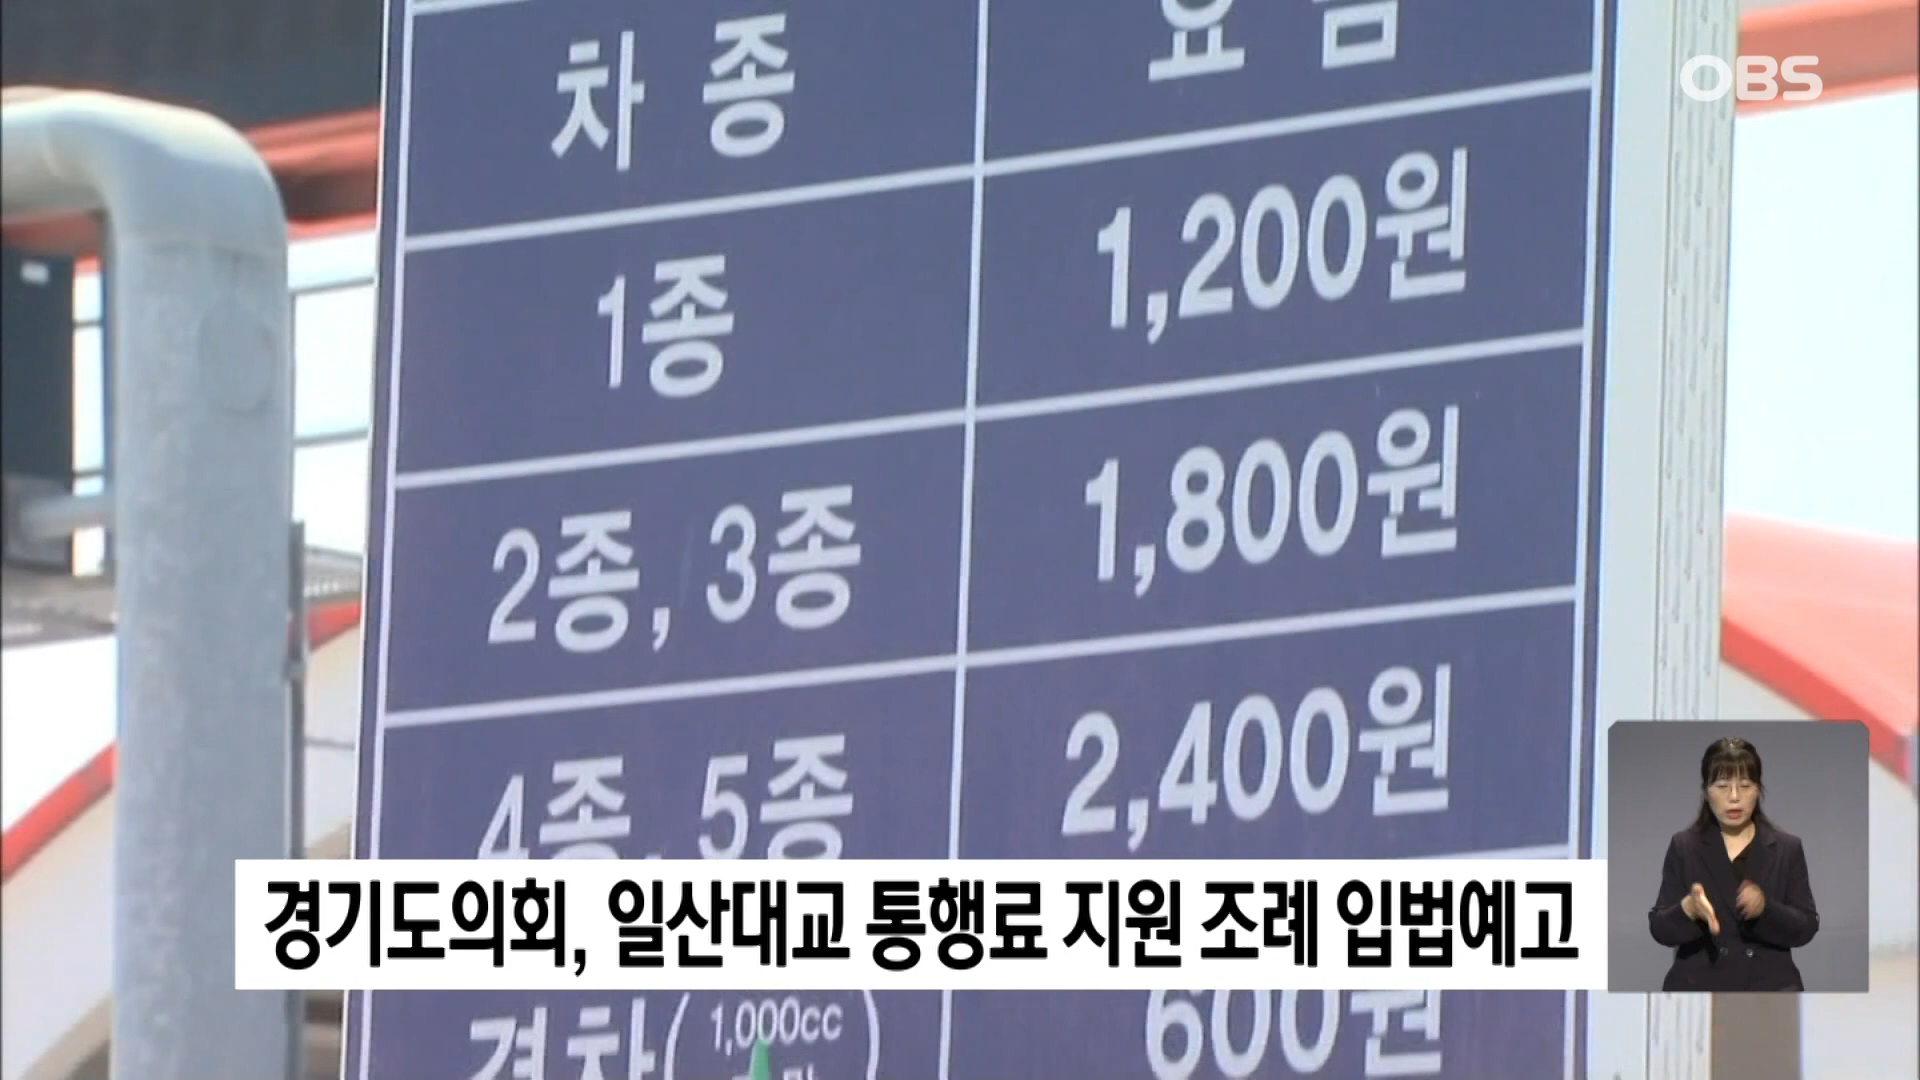 차종 요금
OBS
1종 1,200원
2종, 3종 1,800원
4종, 5종 2,400원
경기도의회, 일산대교 통행료 지원 조례 입법예고
경차(1,000cc 600원